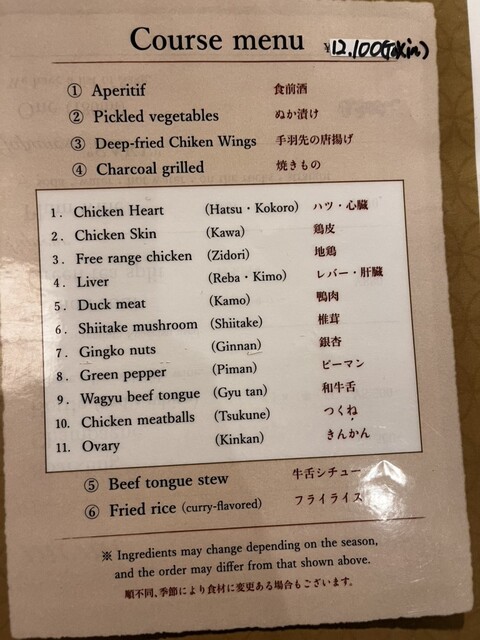 Course menu ¥12,100(Tax in)
① Aperitif 食前酒
② Pickled vegetables ぬか漬け
③ Deep-fried Chiken Wings 手羽先の唐揚げ
④ Charcoal grilled 焼きもの
1. Chicken Heart (Hatsu・Kokoro) ハツ・心臓
2. Chicken Skin (Kawa) 鶏皮
3. Free range chicken (Zidori) 地鶏
4. Liver (Reba・Kimo) レバー・肝臓
5. Duck meat (Kamo) 鴨肉
6. Shiitake mushroom (Shiitake) 椎茸
7. Gingko nuts (Ginnan) 銀杏
8. Green pepper (Piman) ピーマン
9. Wagyu beef tongue (Gyu tan) 和牛舌
10. Chicken meatballs (Tsukune) つくね
11. Ovary (Kinkan) きんかん
⑤ Beef tongue stew 牛舌シチュー
⑥ Fried rice (curry-flavored) フライライス
※ Ingredients may change depending on the season,
and the order may differ from that shown above.
順不同、季節により食材に変更ある場合もございます。